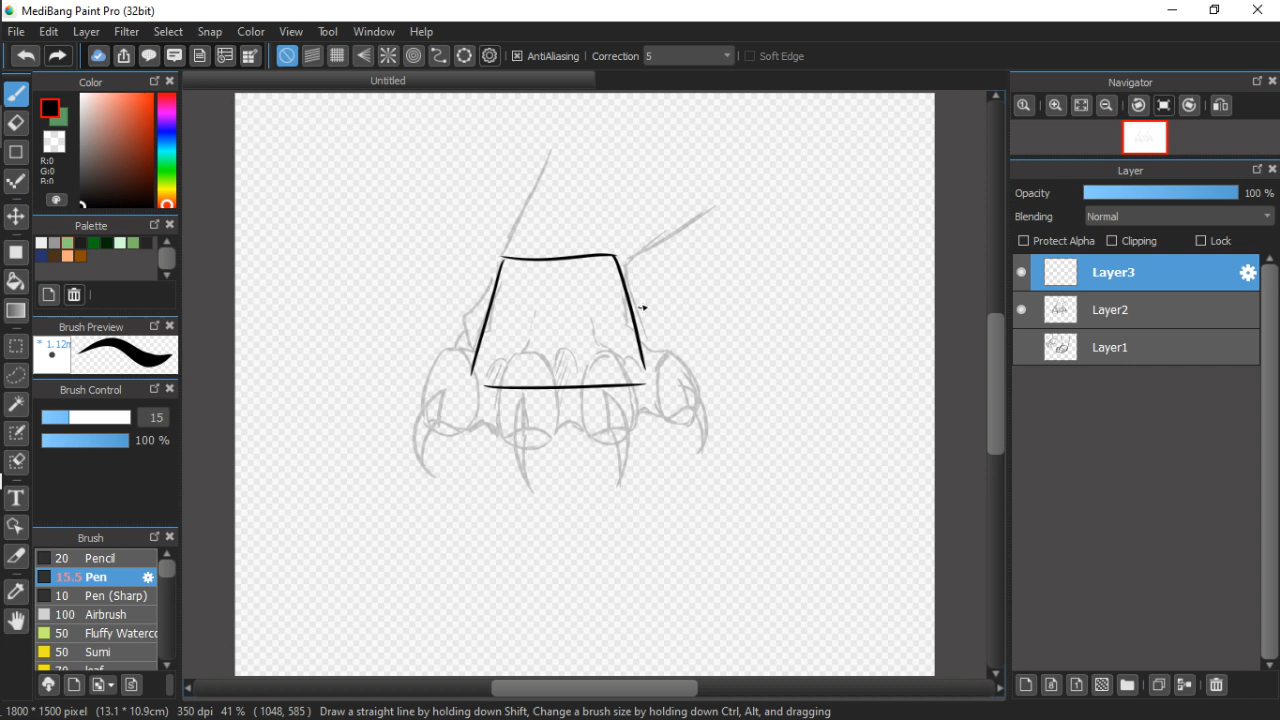 MediBang Paint Pro (32bit)
File Edit Layer Filter Select Snap Color View Tool Window Help
AntiAliasing Correction 5 Soft Edge
Color Untitled Navigator
R:0
G:0
B:0
Layer
Opacity 100 %
Blending Normal
Protect Alpha Clipping Lock
Palette
Layer3
Layer2
Layer1
Brush Preview
* 1.12m
Brush Control
15
100 %
Brush
20 Pencil
15.5 Pen
10 Pen (Sharp)
100 Airbrush
50 Fluffy Waterco
50 Sumi
70 leaf
1800 * 1500 pixel (13.1 * 10.9cm) 350 dpi 41 % ( 1048, 585 ) Draw a straight line by holding down Shift, Change a brush size by holding down Ctrl, Alt, and dragging